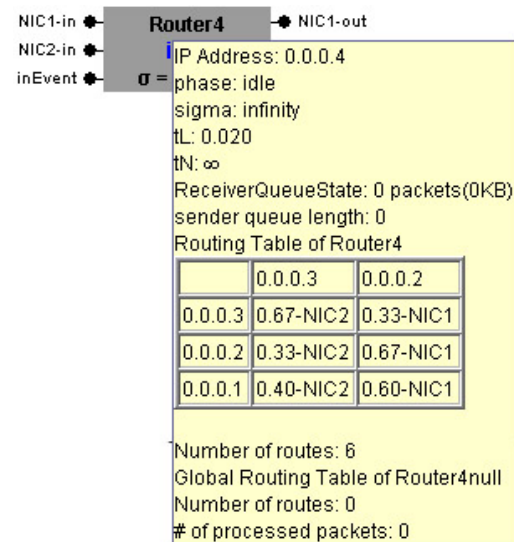 NIC1-in Router4 NIC1-out
NIC2-in i
inEvent σ =
IP Address: 0.0.0.4
phase: idle
sigma: infinity
tL: 0.020
tN: ∞
ReceiverQueueState: 0 packets(0KB)
sender queue length: 0
Routing Table of Router4
0.0.0.3 0.0.0.2
0.0.0.3 0.67-NIC2 0.33-NIC1
0.0.0.2 0.33-NIC2 0.67-NIC1
0.0.0.1 0.40-NIC2 0.60-NIC1
Number of routes: 6
Global Routing Table of Router4null
Number of routes: 0
# of processed packets: 0